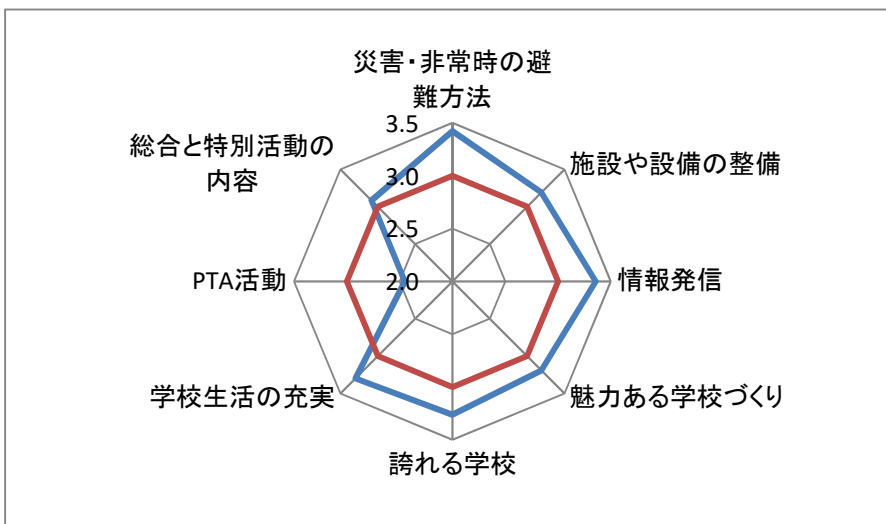 災害・非常時の避
難方法
3.5
総合と特別活動の
内容
施設や設備の整備
3.0
2.5
PTA活動
2.0
情報発信
学校生活の充実
魅力ある学校づくり
誇れる学校